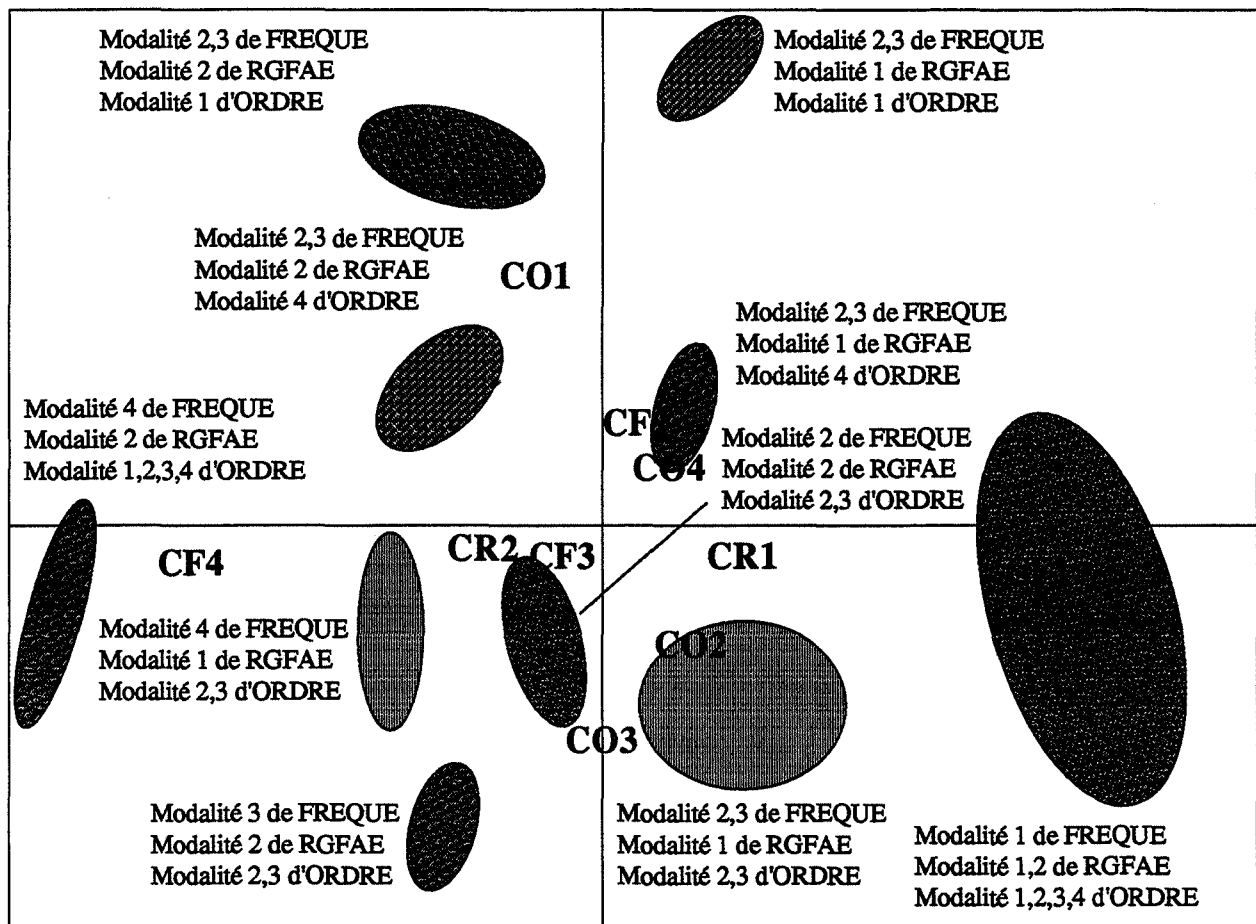 Modalité 2,3 de FREQUE
Modalité 2 de RGFAE
Modalité 1 d'ORDRE
Modalité 2,3 de FREQUE
Modalité 1 de RGFAE
Modalité 1 d'ORDRE
Modalité 2,3 de FREQUE
Modalité 2 de RGFAE
Modalité 4 d'ORDRE
CO1
Modalité 2,3 de FREQUE
Modalité 1 de RGFAE
Modalité 4 d'ORDRE
Modalité 4 de FREQUE
Modalité 2 de RGFAE
Modalité 1,2,3,4 d'ORDRE
CF
CO4
Modalité 2 de FREQUE
Modalité 2 de RGFAE
Modalité 2,3 d'ORDRE
CF4
CR2
CF3
CR1
Modalité 4 de FREQUE
Modalité 1 de RGFAE
Modalité 2,3 d'ORDRE
CO2
CO3
Modalité 3 de FREQUE
Modalité 2 de RGFAE
Modalité 2,3 d'ORDRE
Modalité 2,3 de FREQUE
Modalité 1 de RGFAE
Modalité 2,3 d'ORDRE
Modalité 1 de FREQUE
Modalité 1,2 de RGFAE
Modalité 1,2,3,4 d'ORDRE